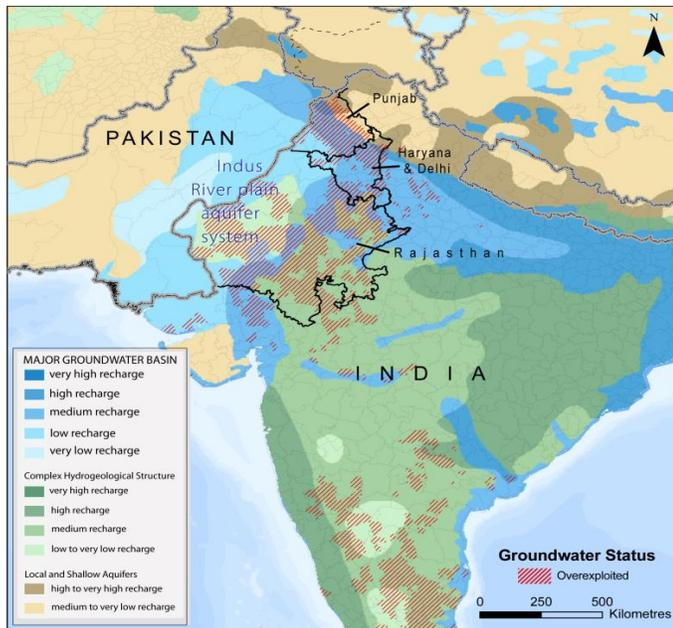 N
Punjab
PAKISTAN
Haryana
& Delhi
Indus
River plain
aquifer
system
Rajasthan
INDIA
MAJOR GROUNDWATER BASIN
very high recharge
high recharge
medium recharge
low recharge
very low recharge
Complex Hydrogeological Structure
very high recharge
high recharge
medium recharge
low to very low recharge
Local and Shallow Aquifers
high to very high recharge
medium to very low recharge
Groundwater Status
Overexploited
0 250 500
Kilometres